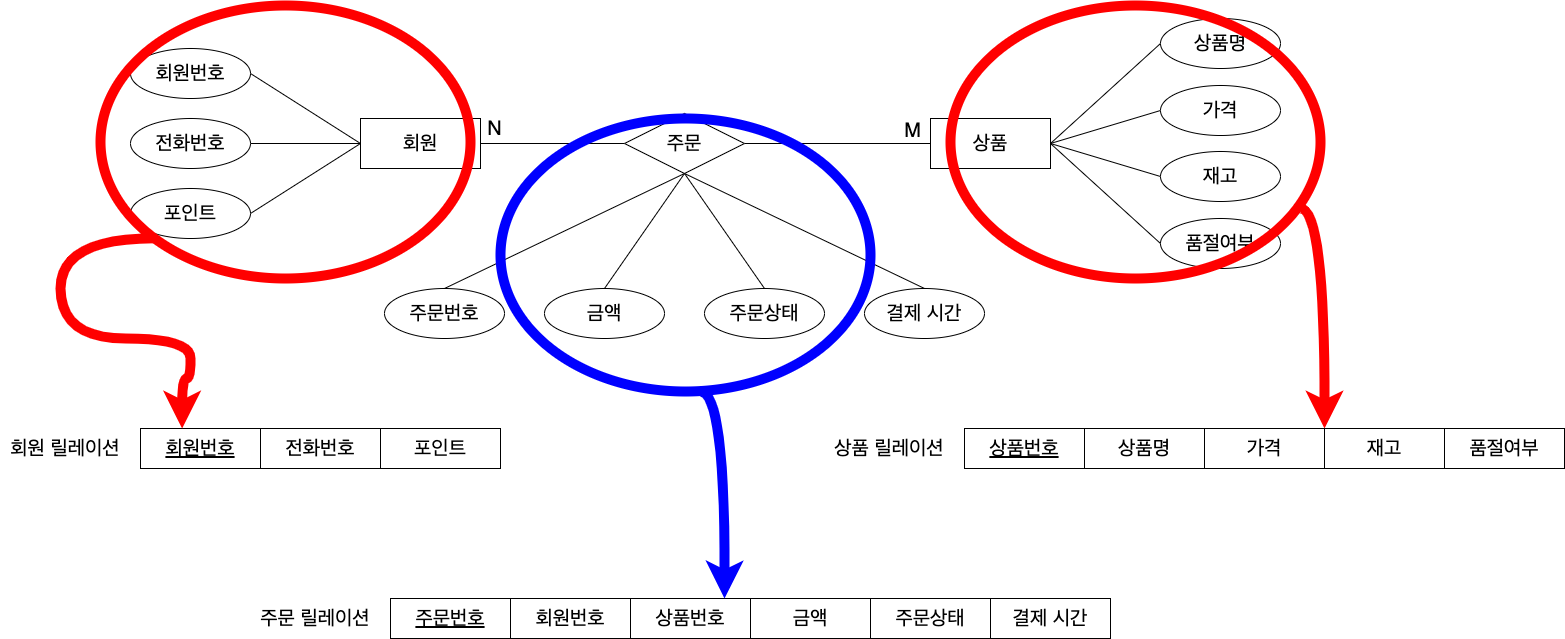 상품명
회원번호
가격
N
M
전화번호
회원
주문
상품
재고
포인트
품절여부
주문번호
금액
주문상태
결제 시간
회원 릴레이션
회원번호
전화번호
포인트
상품 릴레이션
상품번호
상품명
가격
재고
품절여부
주문 릴레이션
주문번호
회원번호
상품번호
금액
주문상태
결제 시간